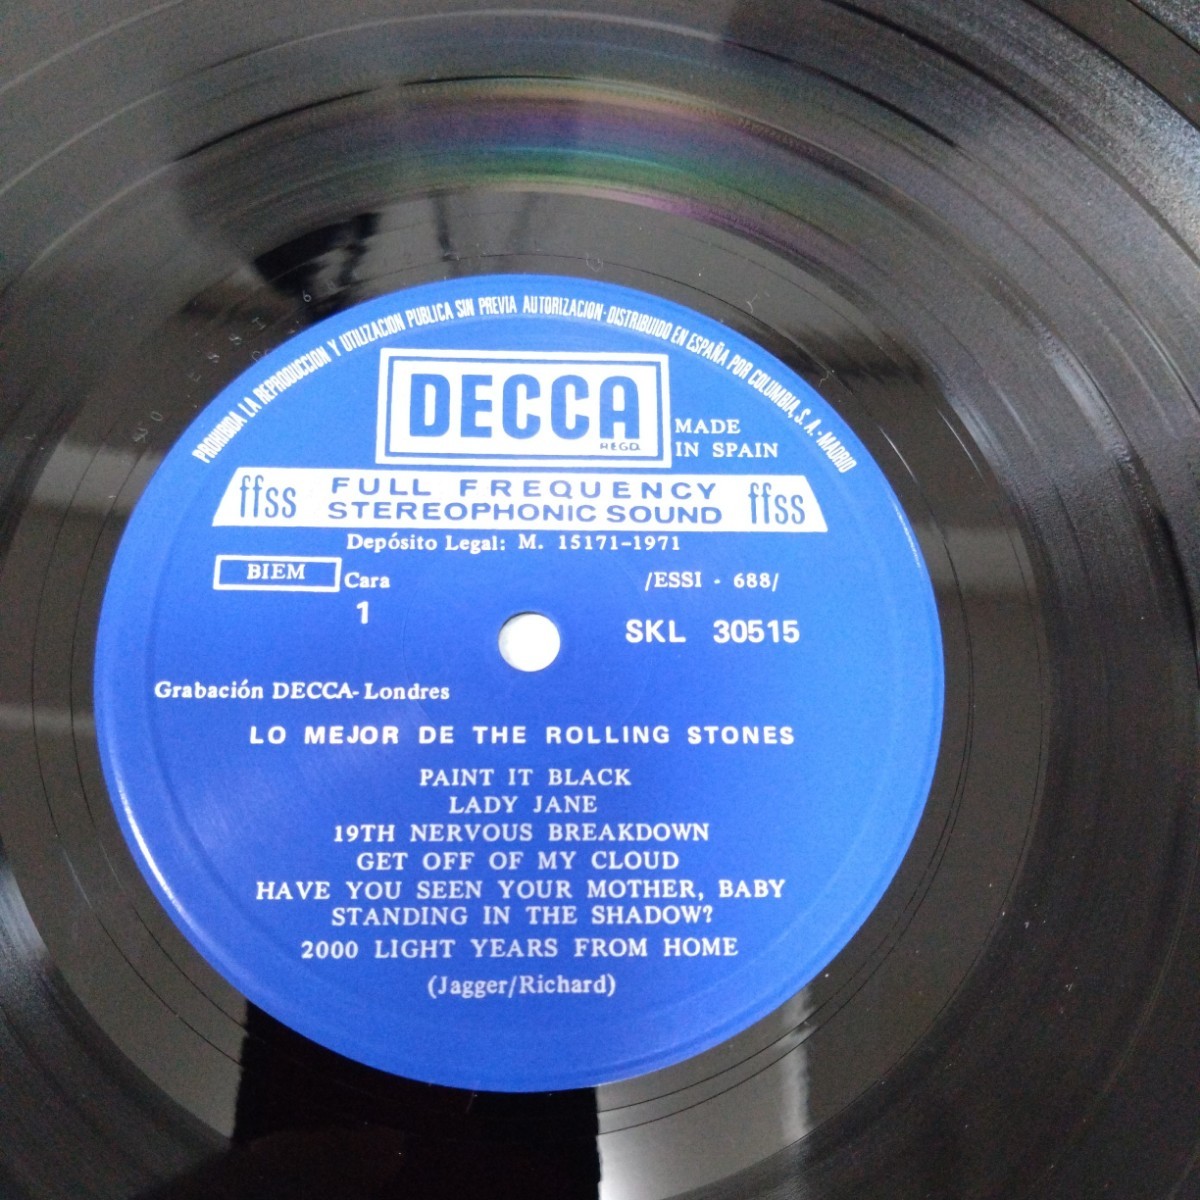 PROHIBIDA LA REPRODUCCION Y UTILIZACION PUBLICA SIN PREVIA AUTORIZACION · DISTRIBUIDO EN ESPAÑA POR COLUMBIA, S. A. - MADRID
DECCA
REGD.
MADE
IN SPAIN
ffss FULL FREQUENCY STEREOPHONIC SOUND ffss
Depósito Legal: M. 15171-1971
BIEM
Cara
1
/ESSI - 688/
SKL 30515
Grabación DECCA-Londres
LO MEJOR DE THE ROLLING STONES
PAINT IT BLACK
LADY JANE
19TH NERVOUS BREAKDOWN
GET OFF OF MY CLOUD
HAVE YOU SEEN YOUR MOTHER, BABY
STANDING IN THE SHADOW?
2000 LIGHT YEARS FROM HOME
(Jagger/Richard)